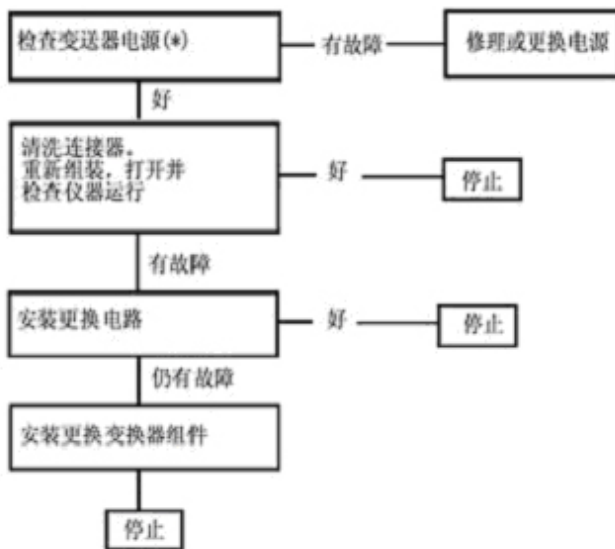 检查变送器电源(*)
有故障
修理或更换电源
好
清洗连接器。
重新组装，打开并
检查仪器运行
好
停止
有故障
安装更换电路
好
停止
仍有故障
安装更换变换器组件
停止